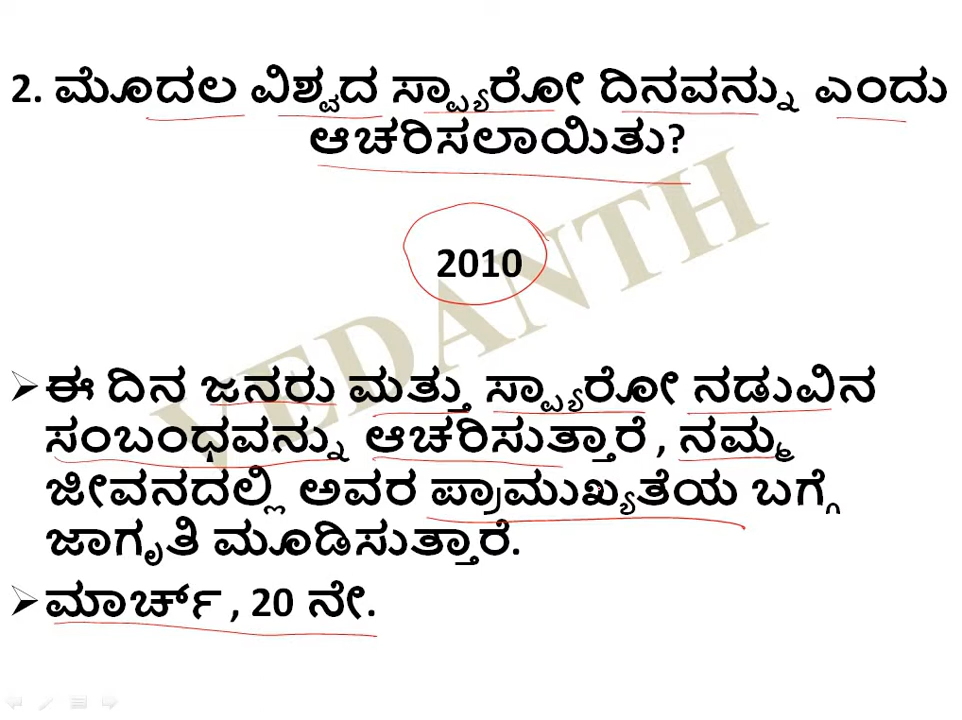 2. ಮೊದಲ ವಿಶ್ವದ ಸ್ಪ್ಯಾರೋ ದಿನವನ್ನು ಎಂದು
ಆಚರಿಸಲಾಯಿತು?
2010
VEDANTH
ಈ ದಿನ ಜನರು ಮತ್ತು ಸ್ಪ್ಯಾರೋ ನಡುವಿನ
ಸಂಬಂಧವನ್ನು ಆಚರಿಸುತ್ತಾರೆ, ನಮ್ಮ
ಜೀವನದಲ್ಲಿ ಅವರ ಪ್ರಾಮುಖ್ಯತೆಯ ಬಗ್ಗೆ
ಜಾಗೃತಿ ಮೂಡಿಸುತ್ತಾರೆ.
ಮಾರ್ಚ್, 20 ನೇ.